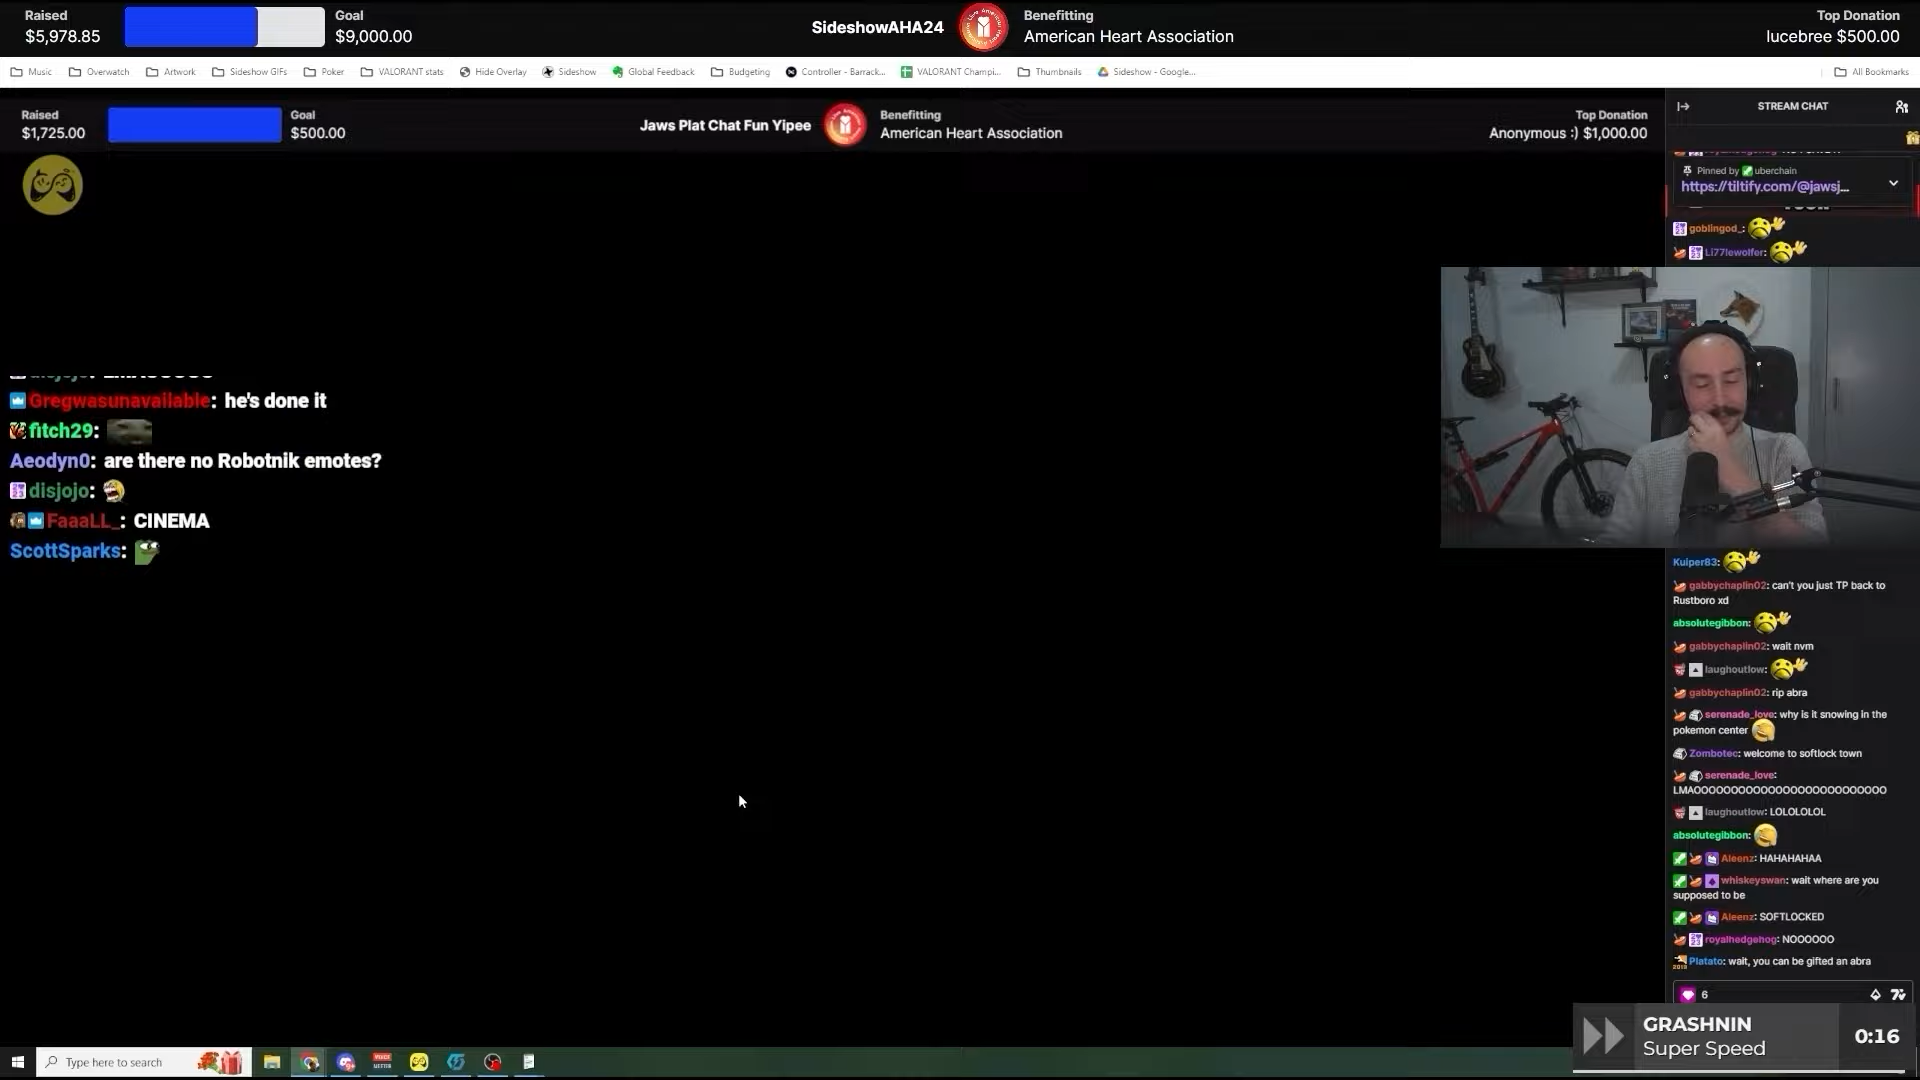 Raised
$5,978.85
Goal
$9,000.00
SideshowAHA24
Benefitting
American Heart Association
Top Donation
lucebree $500.00
Music
Overwatch
Artwork
Sideshow GIFs
Poker
VALORANT stats
Hide Overlay
Sideshow
Global Feedback
Budgeting
Controller - Barrack...
VALORANT Champi...
Thumbnails
Sideshow - Google...
All Bookmarks
Raised
$1,725.00
Goal
$500.00
Jaws Plat Chat Fun Yipee
Benefitting
American Heart Association
Top Donation
Anonymous :) $1,000.00
STREAM CHAT
Pinned by uberchain
https://tiltify.com/@jawsj...
goblingod_:
Li77lewolfer:
Gregwasunavailable: he's done it
fitch29:
Aeodyn0: are there no Robotnik emotes?
disjojo:
FaaaLL_: CINEMA
ScottSparks:
Kuiper83:
gabbychaplin02: can't you just TP back to
Rustboro xd
absolutegibbon:
gabbychaplin02: wait nvm
laughoutlow:
gabbychaplin02: rip abra
serenade_love: why is it snowing in the
pokemon center
Zombotec: welcome to softlock town
serenade_love:
LMAOOOOOOOOOOOOOOOOOOOOOOOOOO
laughoutlow: LOLOLOLOL
absolutegibbon:
Aleenz: HAHAHAHAA
whiskeyswan: wait where are you
supposed to be
Aleenz: SOFTLOCKED
royalhedgehog: NOOOOOO
Platato: wait, you can be gifted an abra
6
GRASHNIN
Super Speed
0:16
Type here to search